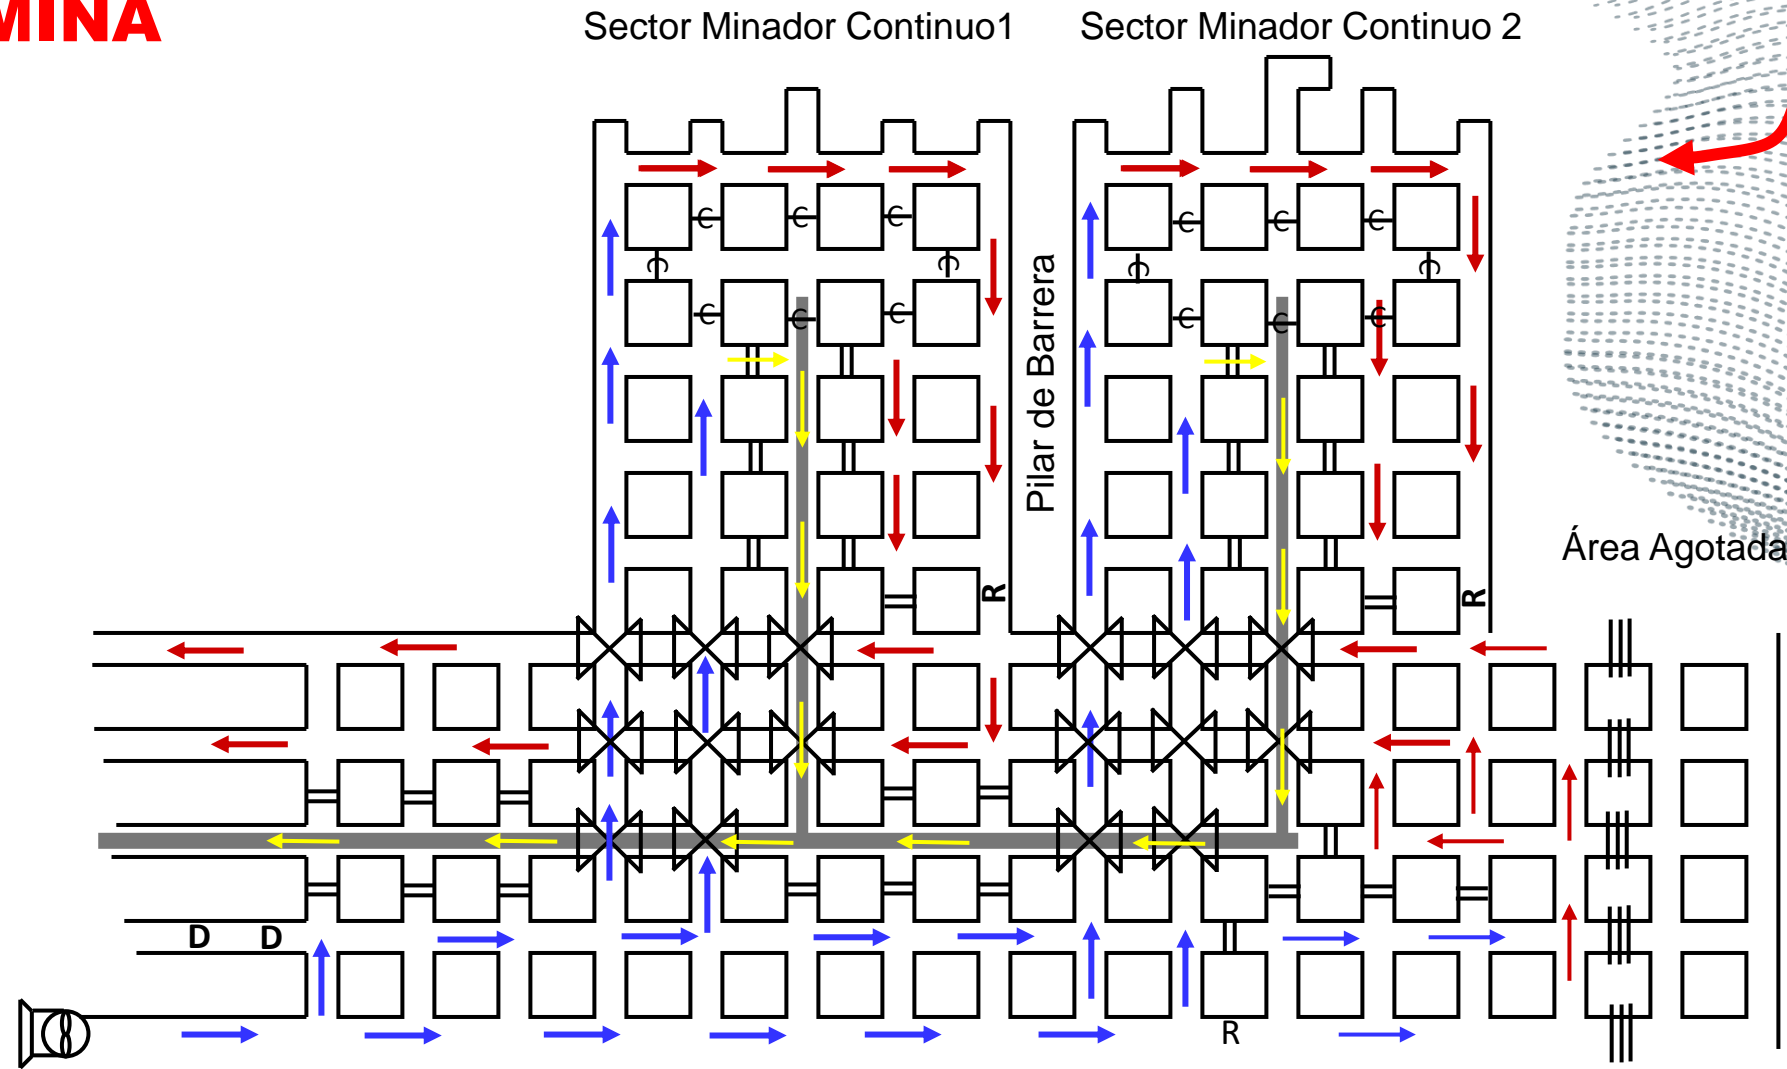 MINA
Sector Minador Continuo1
Sector Minador Continuo 2
C C C
C C C
C C
C C
C C C
C C C
Pilar de Barrera
Área Agotada
R
R
D D
R